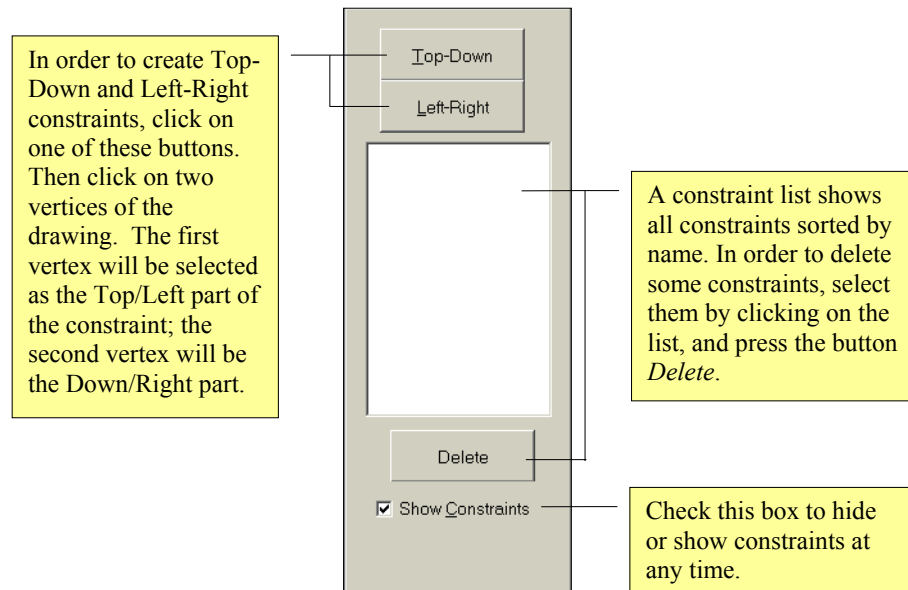 In order to create Top-
Down and Left-Right
constraints, click on
one of these buttons.
Then click on two
vertices of the
drawing.  The first
vertex will be selected
as the Top/Left part of
the constraint; the
second vertex will be
the Down/Right part.
Top-Down
Left-Right
A constraint list shows
all constraints sorted by
name. In order to delete
some constraints, select
them by clicking on the
list, and press the button
Delete.
Delete
Show Constraints
Check this box to hide
or show constraints at
any time.